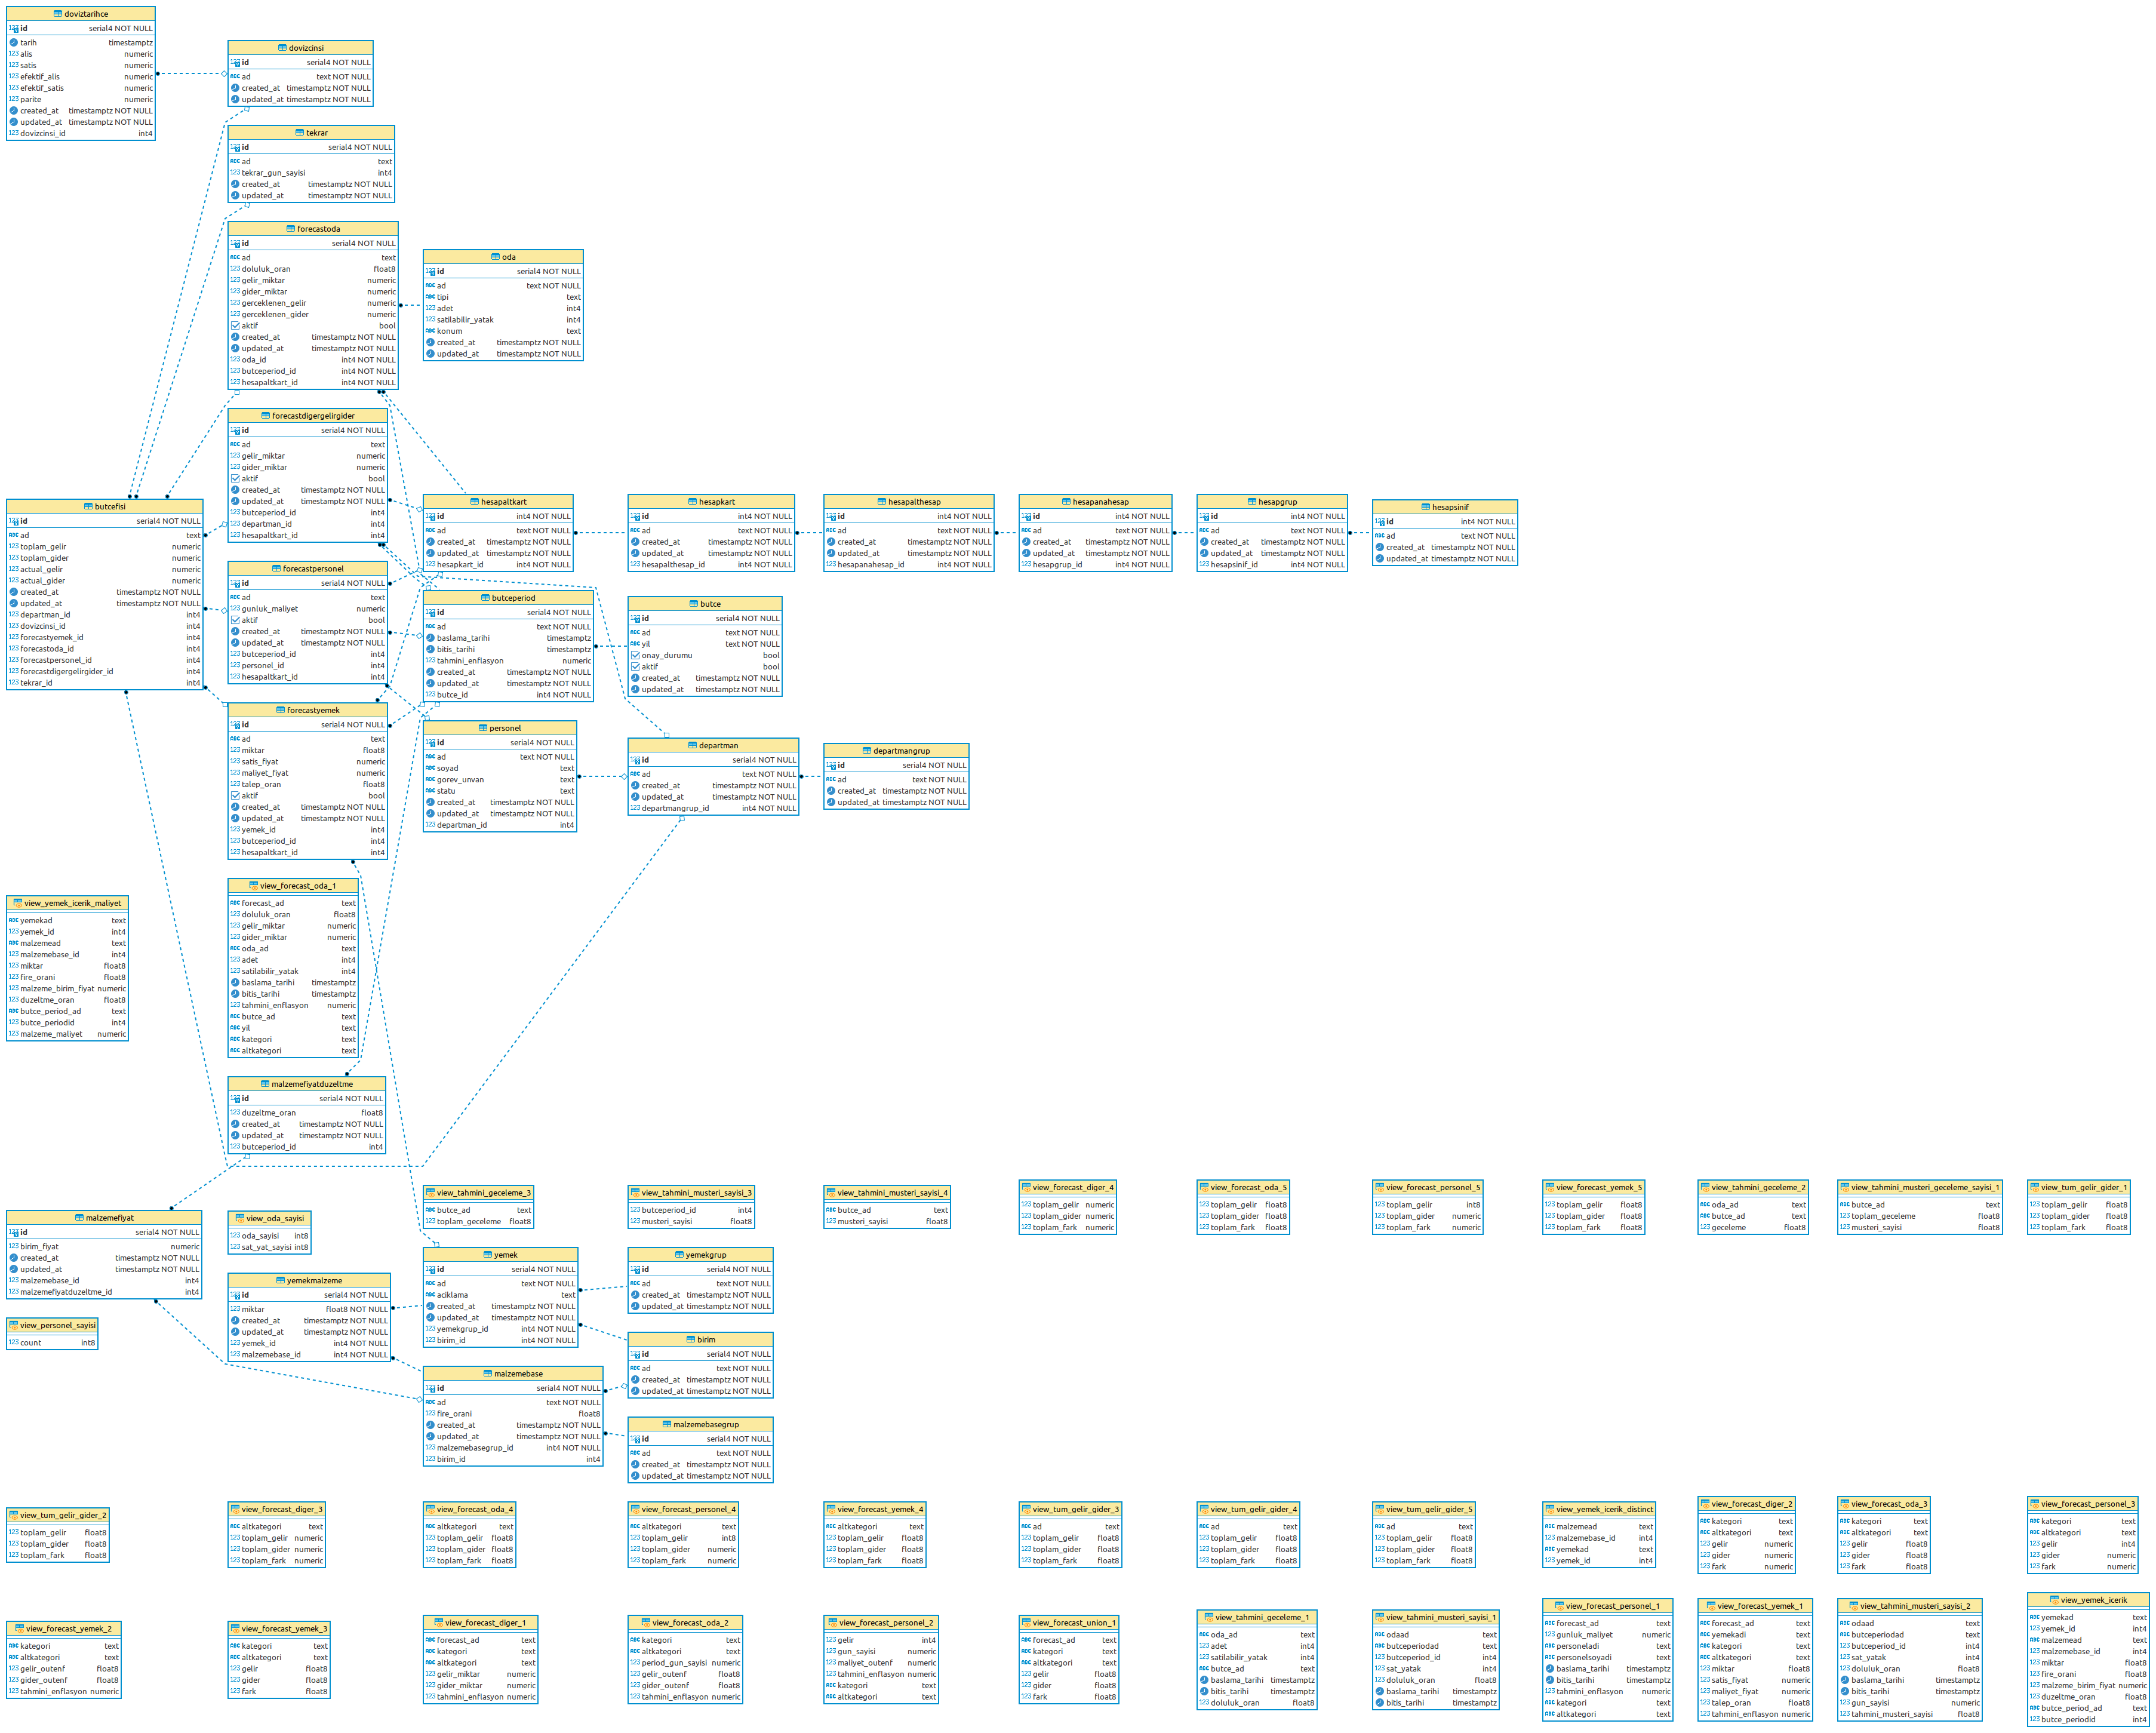 doviztarihce
id serial4 NOT NULL
tarih timestamptz
alis numeric
satis numeric
efektif_alis numeric
efektif_satis numeric
parite numeric
created_at timestamptz NOT NULL
updated_at timestamptz NOT NULL
dovizcinsi_id int4
dovizcinsi
id serial4 NOT NULL
ad text NOT NULL
created_at timestamptz NOT NULL
updated_at timestamptz NOT NULL
tekrar
id serial4 NOT NULL
ad text
tekrar_gun_sayisi int4
created_at timestamptz NOT NULL
updated_at timestamptz NOT NULL
forecastoda
id serial4 NOT NULL
ad text
doluluk_oran float8
gelir_miktar numeric
gider_miktar numeric
gerceklenen_gelir numeric
gerceklenen_gider numeric
aktif bool
created_at timestamptz NOT NULL
updated_at timestamptz NOT NULL
oda_id int4 NOT NULL
butceperiod_id int4 NOT NULL
hesapaltkart_id int4 NOT NULL
oda
id serial4 NOT NULL
ad text NOT NULL
tipi text
adet int4
satilabilir_yatak int4
konum text
created_at timestamptz NOT NULL
updated_at timestamptz NOT NULL
forecastdigergelirgider
id serial4 NOT NULL
ad text
gelir_miktar numeric
gider_miktar numeric
aktif bool
created_at timestamptz NOT NULL
updated_at timestamptz NOT NULL
butceperiod_id int4
departman_id int4
hesapaltkart_id int4
butcefisi
id serial4 NOT NULL
ad text
toplam_gelir numeric
toplam_gider numeric
actual_gelir numeric
actual_gider numeric
created_at timestamptz NOT NULL
updated_at timestamptz NOT NULL
departman_id int4
dovizcinsi_id int4
forecastyemek_id int4
forecastoda_id int4
forecastpersonel_id int4
forecastdigergelirgider_id int4
tekrar_id int4
hesapaltkart
id int4 NOT NULL
ad text NOT NULL
created_at timestamptz NOT NULL
updated_at timestamptz NOT NULL
hesapkart_id int4 NOT NULL
hesapkart
id int4 NOT NULL
ad text NOT NULL
created_at timestamptz NOT NULL
updated_at timestamptz NOT NULL
hesapalthesap_id int4 NOT NULL
hesapalthesap
id int4 NOT NULL
ad text NOT NULL
created_at timestamptz NOT NULL
updated_at timestamptz NOT NULL
hesapanahesap_id int4 NOT NULL
hesapanahesap
id int4 NOT NULL
ad text NOT NULL
created_at timestamptz NOT NULL
updated_at timestamptz NOT NULL
hesapgrup_id int4 NOT NULL
hesapgrup
id int4 NOT NULL
ad text NOT NULL
created_at timestamptz NOT NULL
updated_at timestamptz NOT NULL
hesapsinif_id int4 NOT NULL
hesapsinif
id int4 NOT NULL
ad text NOT NULL
created_at timestamptz NOT NULL
updated_at timestamptz NOT NULL
forecastpersonel
id serial4 NOT NULL
ad text
gunluk_maliyet numeric
aktif bool
created_at timestamptz NOT NULL
updated_at timestamptz NOT NULL
butceperiod_id int4
personel_id int4
hesapaltkart_id int4
butceperiod
id serial4 NOT NULL
ad text NOT NULL
baslama_tarihi timestamptz
bitis_tarihi timestamptz
tahmini_enflasyon numeric
created_at timestamptz NOT NULL
updated_at timestamptz NOT NULL
butce_id int4 NOT NULL
butce
id serial4 NOT NULL
ad text NOT NULL
yil text NOT NULL
onay_durumu bool
aktif bool
created_at timestamptz NOT NULL
updated_at timestamptz NOT NULL
forecastyemek
id serial4 NOT NULL
ad text
miktar float8
satis_fiyat numeric
maliyet_fiyat numeric
talep_oran float8
aktif bool
created_at timestamptz NOT NULL
updated_at timestamptz NOT NULL
yemek_id int4
butceperiod_id int4
hesapaltkart_id int4
personel
id serial4 NOT NULL
ad text NOT NULL
soyad text
gorev_unvan text
statu text
created_at timestamptz NOT NULL
updated_at timestamptz NOT NULL
departman_id int4
departman
id serial4 NOT NULL
ad text NOT NULL
created_at timestamptz NOT NULL
updated_at timestamptz NOT NULL
departmangrup_id int4 NOT NULL
departmangrup
id serial4 NOT NULL
ad text NOT NULL
created_at timestamptz NOT NULL
updated_at timestamptz NOT NULL
view_yemek_icerik_maliyet
yemekad text
yemek_id int4
malzemead text
malzemebase_id int4
miktar float8
fire_orani float8
malzeme_birim_fiyat numeric
duzeltme_oran float8
butce_period_ad text
butce_periodid int4
malzeme_maliyet numeric
view_forecast_oda_1
forecast_ad text
doluluk_oran float8
gelir_miktar numeric
gider_miktar numeric
oda_ad text
adet int4
satilabilir_yatak int4
baslama_tarihi timestamptz
bitis_tarihi timestamptz
tahmini_enflasyon numeric
butce_ad text
yil text
kategori text
altkategori text
malzemefiyatduzeltme
id serial4 NOT NULL
duzeltme_oran float8
created_at timestamptz NOT NULL
updated_at timestamptz NOT NULL
butceperiod_id int4
malzemefiyat
id serial4 NOT NULL
birim_fiyat numeric
created_at timestamptz NOT NULL
updated_at timestamptz NOT NULL
malzemebase_id int4
malzemefiyatduzeltme_id int4
view_oda_sayisi
oda_sayisi int8
sat_yat_sayisi int8
view_tahmini_geceleme_3
butce_ad text
toplam_geceleme float8
view_tahmini_musteri_sayisi_3
butceperiod_id int4
musteri_sayisi float8
view_tahmini_musteri_sayisi_4
butce_ad text
musteri_sayisi float8
view_forecast_diger_4
toplam_gelir numeric
toplam_gider numeric
toplam_fark numeric
view_forecast_oda_5
toplam_gelir float8
toplam_gider float8
toplam_fark float8
view_forecast_personel_5
toplam_gelir int8
toplam_gider numeric
toplam_fark numeric
view_forecast_yemek_5
toplam_gelir float8
toplam_gider float8
toplam_fark float8
view_tahmini_geceleme_2
oda_ad text
butce_ad text
geceleme float8
view_tahmini_musteri_geceleme_sayisi_1
butce_ad text
toplam_geceleme float8
musteri_sayisi float8
view_tum_gelir_gider_1
toplam_gelir float8
toplam_gider float8
toplam_fark float8
view_personel_sayisi
count int8
yemekmalzeme
id serial4 NOT NULL
miktar float8 NOT NULL
created_at timestamptz NOT NULL
updated_at timestamptz NOT NULL
yemek_id int4 NOT NULL
malzemebase_id int4 NOT NULL
yemek
id serial4 NOT NULL
ad text NOT NULL
aciklama text
created_at timestamptz NOT NULL
updated_at timestamptz NOT NULL
yemekgrup_id int4 NOT NULL
birim_id int4 NOT NULL
yemekgrup
id serial4 NOT NULL
ad text NOT NULL
created_at timestamptz NOT NULL
updated_at timestamptz NOT NULL
birim
id serial4 NOT NULL
ad text NOT NULL
created_at timestamptz NOT NULL
updated_at timestamptz NOT NULL
malzemebase
id serial4 NOT NULL
ad text NOT NULL
fire_orani float8
created_at timestamptz NOT NULL
updated_at timestamptz NOT NULL
malzemebasegrup_id int4 NOT NULL
birim_id int4
malzemebasegrup
id serial4 NOT NULL
ad text NOT NULL
created_at timestamptz NOT NULL
updated_at timestamptz NOT NULL
view_tum_gelir_gider_2
toplam_gelir float8
toplam_gider float8
toplam_fark float8
view_forecast_diger_3
altkategori text
toplam_gelir numeric
toplam_gider numeric
toplam_fark numeric
view_forecast_oda_4
altkategori text
toplam_gelir float8
toplam_gider float8
toplam_fark float8
view_forecast_personel_4
altkategori text
toplam_gelir int8
toplam_gider numeric
toplam_fark numeric
view_forecast_yemek_4
altkategori text
toplam_gelir float8
toplam_gider float8
toplam_fark float8
view_tum_gelir_gider_3
ad text
toplam_gelir float8
toplam_gider float8
toplam_fark float8
view_tum_gelir_gider_4
ad text
toplam_gelir float8
toplam_gider float8
toplam_fark float8
view_tum_gelir_gider_5
ad text
toplam_gelir float8
toplam_gider float8
toplam_fark float8
view_yemek_icerik_distinct
malzemead text
malzemebase_id int4
yemekad text
yemek_id int4
view_forecast_diger_2
kategori text
altkategori text
gelir numeric
gider numeric
fark numeric
view_forecast_oda_3
kategori text
altkategori text
gelir float8
gider float8
fark float8
view_forecast_personel_3
kategori text
altkategori text
gelir int4
gider numeric
fark numeric
view_forecast_yemek_2
kategori text
altkategori text
gelir_outenf float8
gider_outenf float8
tahmini_enflasyon numeric
view_forecast_yemek_3
kategori text
altkategori text
gelir float8
gider float8
fark float8
view_forecast_diger_1
forecast_ad text
kategori text
altkategori text
gelir_miktar numeric
gider_miktar numeric
tahmini_enflasyon numeric
view_forecast_oda_2
kategori text
altkategori text
period_gun_sayisi numeric
gelir_outenf float8
gider_outenf float8
tahmini_enflasyon numeric
view_forecast_personel_2
gelir int4
gun_sayisi numeric
maliyet_outenf numeric
tahmini_enflasyon numeric
kategori text
altkategori text
view_forecast_union_1
forecast_ad text
kategori text
altkategori text
gelir float8
gider float8
fark float8
view_tahmini_geceleme_1
oda_ad text
adet int4
satilabilir_yatak int4
butce_ad text
baslama_tarihi timestamptz
bitis_tarihi timestamptz
doluluk_oran float8
view_tahmini_musteri_sayisi_1
odaad text
butceperiodad text
butceperiod_id int4
sat_yatak int4
doluluk_oran float8
baslama_tarihi timestamptz
bitis_tarihi timestamptz
view_forecast_personel_1
forecast_ad text
gunluk_maliyet numeric
personeladi text
personelsoyadi text
baslama_tarihi timestamptz
bitis_tarihi timestamptz
tahmini_enflasyon numeric
kategori text
altkategori text
view_forecast_yemek_1
forecast_ad text
yemekadi text
kategori text
altkategori text
miktar float8
satis_fiyat numeric
maliyet_fiyat numeric
talep_oran float8
tahmini_enflasyon numeric
view_tahmini_musteri_sayisi_2
odaad text
butceperiodad text
butceperiod_id int4
sat_yatak int4
doluluk_oran float8
baslama_tarihi timestamptz
bitis_tarihi timestamptz
gun_sayisi numeric
tahmini_musteri_sayisi float8
view_yemek_icerik
yemekad text
yemek_id int4
malzemead text
malzemebase_id int4
miktar float8
fire_orani float8
malzeme_birim_fiyat numeric
duzeltme_oran float8
butce_period_ad text
butce_periodid int4